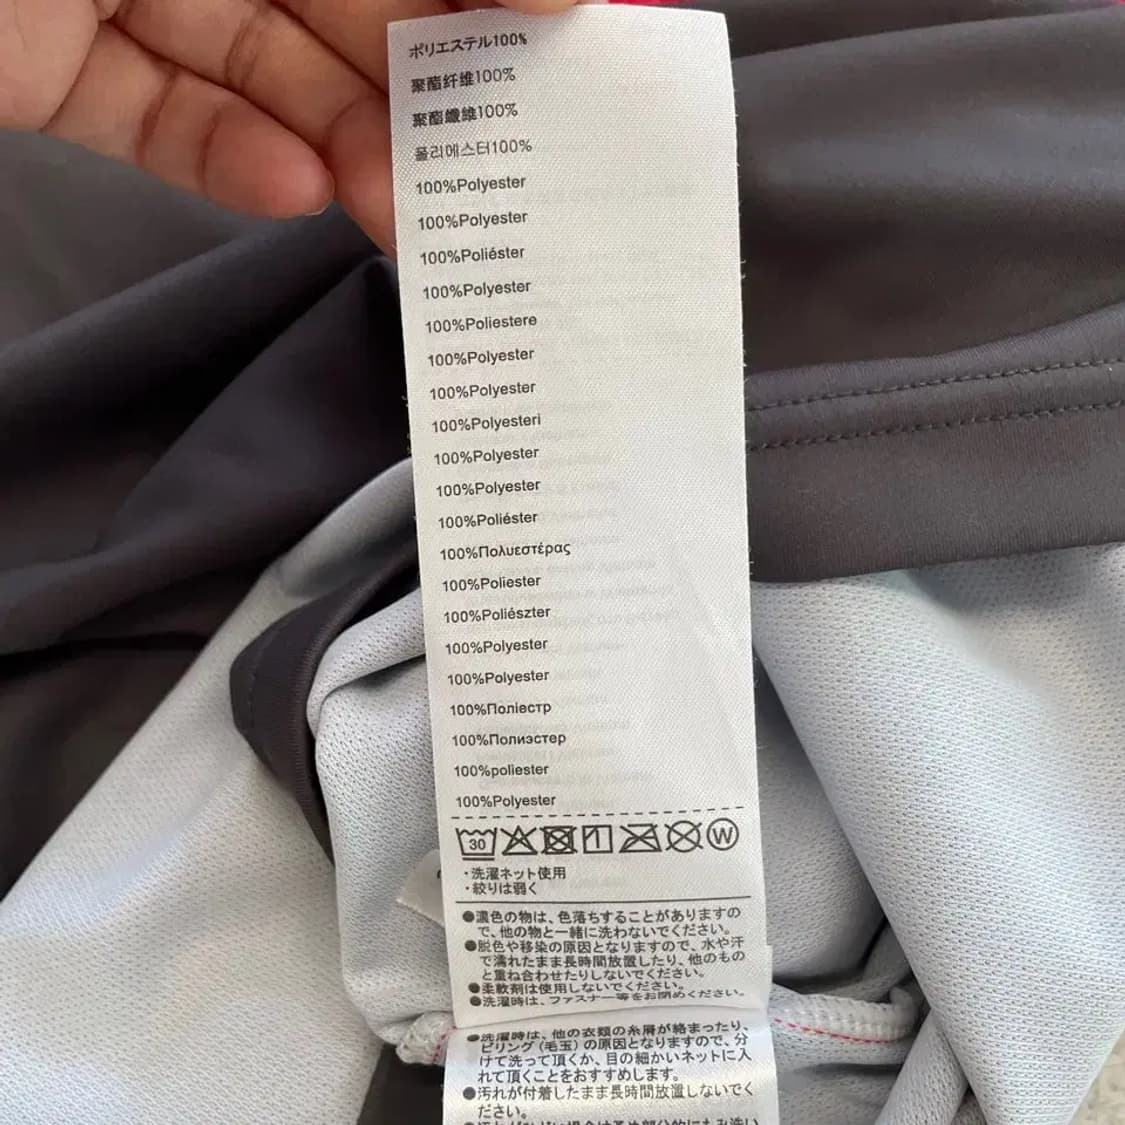 ポリエステル100%
聚酯纤维100%
聚酯纖維100%
폴리에스터100%
100%Polyester
100%Polyester
100%Poliéster
100%Polyester
100%Poliestere
100%Polyester
100%Polyester
100%Polyesteri
100%Polyester
100%Polyester
100%Poliéster
100%Πολυεστέρας
100%Poliester
100%Poliészter
100%Polyester
100%Polyester
100%Поліестр
100%Полиэстер
100%poliester
100%Polyester
30 W
・洗濯ネット使用
・絞りは弱く
●濃色の物は、色落ちすることがありますの
で、他の物と一緒に洗わないでください。
●脱色や移染の原因となりますので、水や汗
で濡れたまま長時間放置したり、他のもの
と重ね合わせたりしないでください。
●柔軟剤は使用しないでください。
●洗濯時は、ファスナー等をお閉めください。
●洗濯時は、他の衣類の糸屑が絡まったり、
ピリング(毛玉)の原因となりますので、分
けて洗って頂くか、目の細かいネットに入
れて頂くことをおすすめします。
●汚れが付着したまま長時間放置しないでく
ださい。